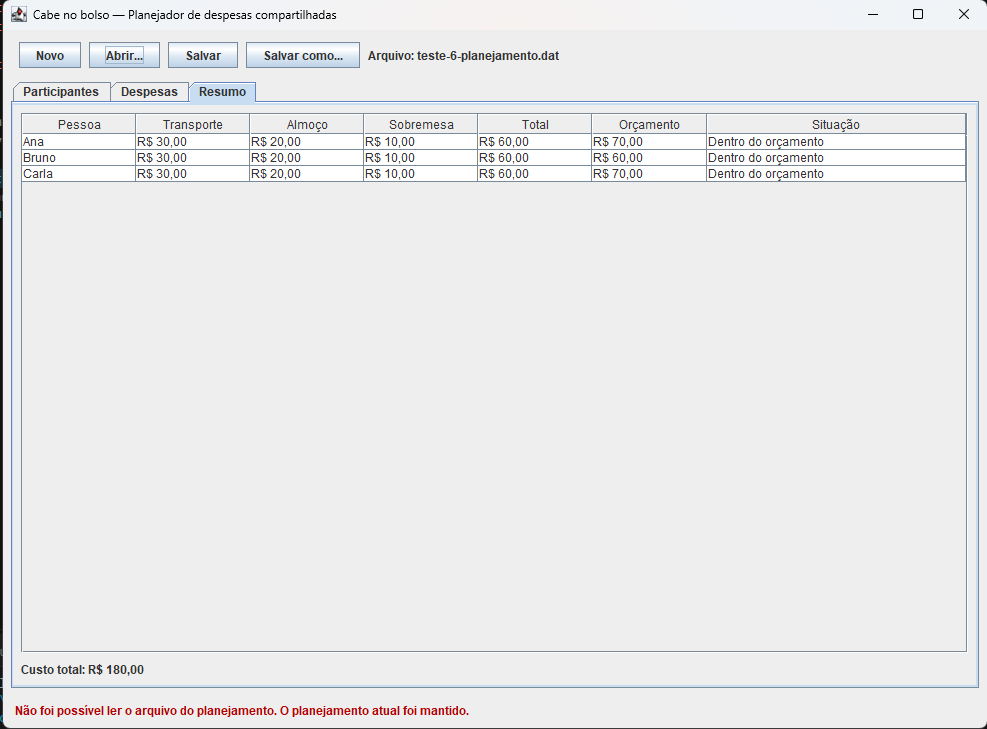 Cabe no bolso — Planejador de despesas compartilhadas
Novo Abrir... Salvar Salvar como... Arquivo: teste-6-planejamento.dat
Participantes Despesas Resumo
Pessoa Transporte Almoço Sobremesa Total Orçamento Situação
Ana R$ 30,00 R$ 20,00 R$ 10,00 R$ 60,00 R$ 70,00 Dentro do orçamento
Bruno R$ 30,00 R$ 20,00 R$ 10,00 R$ 60,00 R$ 60,00 Dentro do orçamento
Carla R$ 30,00 R$ 20,00 R$ 10,00 R$ 60,00 R$ 70,00 Dentro do orçamento
Custo total: R$ 180,00
Não foi possível ler o arquivo do planejamento. O planejamento atual foi mantido.